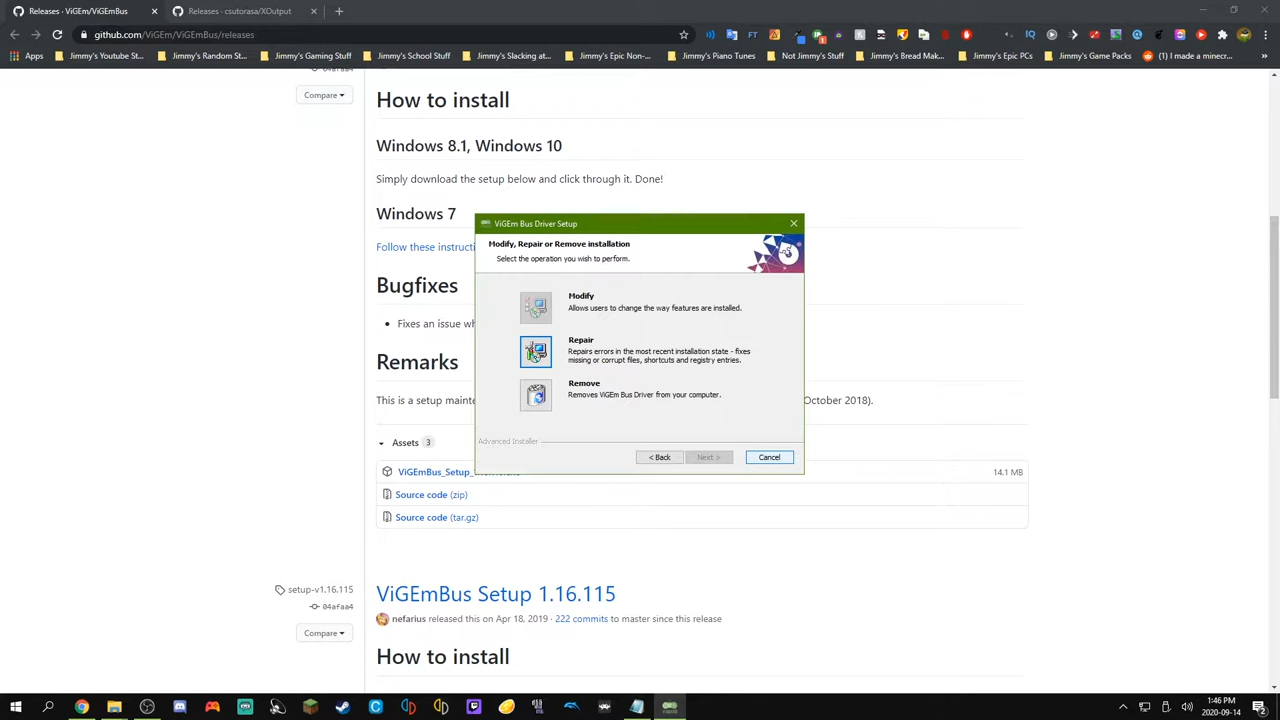 Releases · ViGEm/ViGEmBus
Releases · csutorasa/XOutput
github.com/ViGEm/ViGEmBus/releases
Apps
Jimmy's Youtube St...
Jimmy's Random St...
Jimmy's Gaming Stuff
Jimmy's School Stuff
Jimmy's Slacking at...
Jimmy's Epic Non-...
Jimmy's Piano Tunes
Not Jimmy's Stuff
Jimmy's Bread Mak...
Jimmy's Epic PCs
Jimmy's Game Packs
(1) I made a minecr...
04afaa4
Compare
How to install
Windows 8.1, Windows 10
Simply download the setup below and click through it. Done!
Windows 7
Follow these instructi
Bugfixes
Fixes an issue wh
Remarks
This is a setup mainte
October 2018).
ViGEm Bus Driver Setup
Modify, Repair or Remove installation
Select the operation you wish to perform.
Modify
Allows users to change the way features are installed.
Repair
Repairs errors in the most recent installation state - fixes
missing or corrupt files, shortcuts and registry entries.
Remove
Removes ViGEm Bus Driver from your computer.
Advanced Installer
< Back
Next >
Cancel
Assets 3
ViGEmBus_Setup_
14.1 MB
Source code (zip)
Source code (tar.gz)
setup-v1.16.115
04afaa4
Compare
ViGEmBus Setup 1.16.115
nefarius released this on Apr 18, 2019 · 222 commits to master since this release
How to install
1:46 PM
2020-09-14